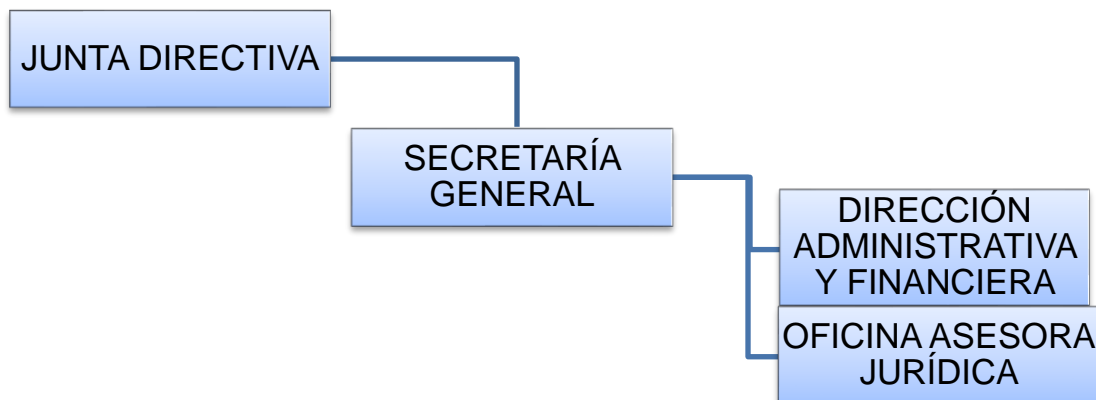 JUNTA DIRECTIVA
SECRETARÍA
GENERAL
DIRECCIÓN
ADMINISTRATIVA
Y FINANCIERA
OFICINA ASESORA
JURÍDICA